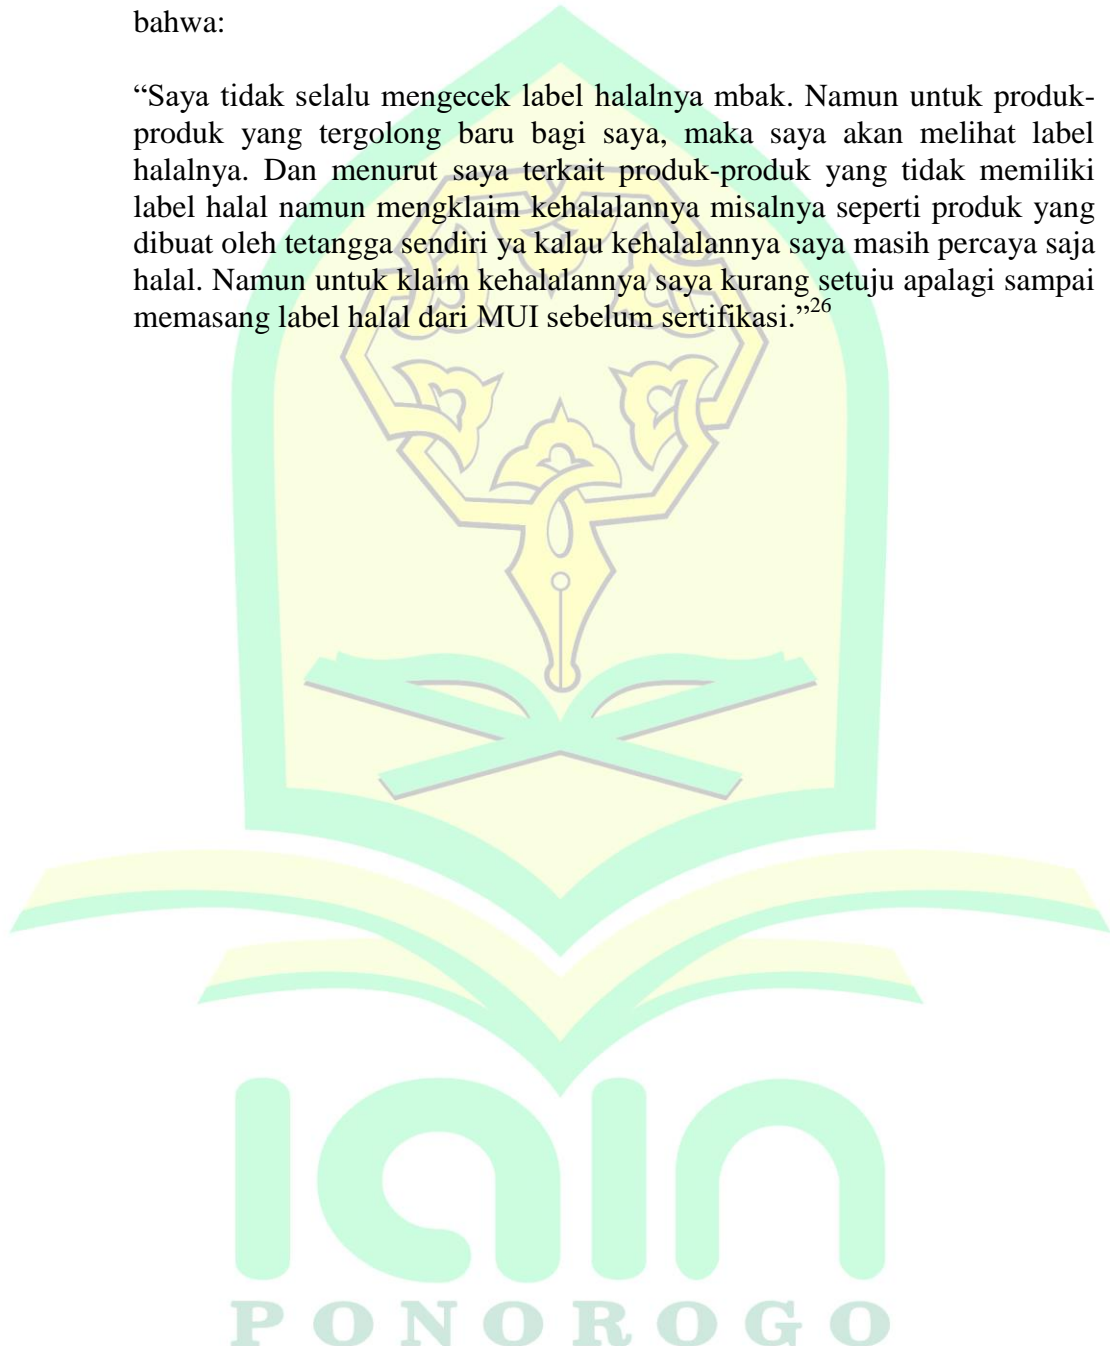 bahwa:
“Saya tidak selalu mengecek label halalnya mbak. Namun untuk produk-
produk yang tergolong baru bagi saya, maka saya akan melihat label
halalnya. Dan menurut saya terkait produk-produk yang tidak memiliki
label halal namun mengklaim kehalalannya misalnya seperti produk yang
dibuat oleh tetangga sendiri ya kalau kehalalannya saya masih percaya saja
halal. Namun untuk klaim kehalalannya saya kurang setuju apalagi sampai
memasang label halal dari MUI sebelum sertifikasi.”26
iain
PONOROGO